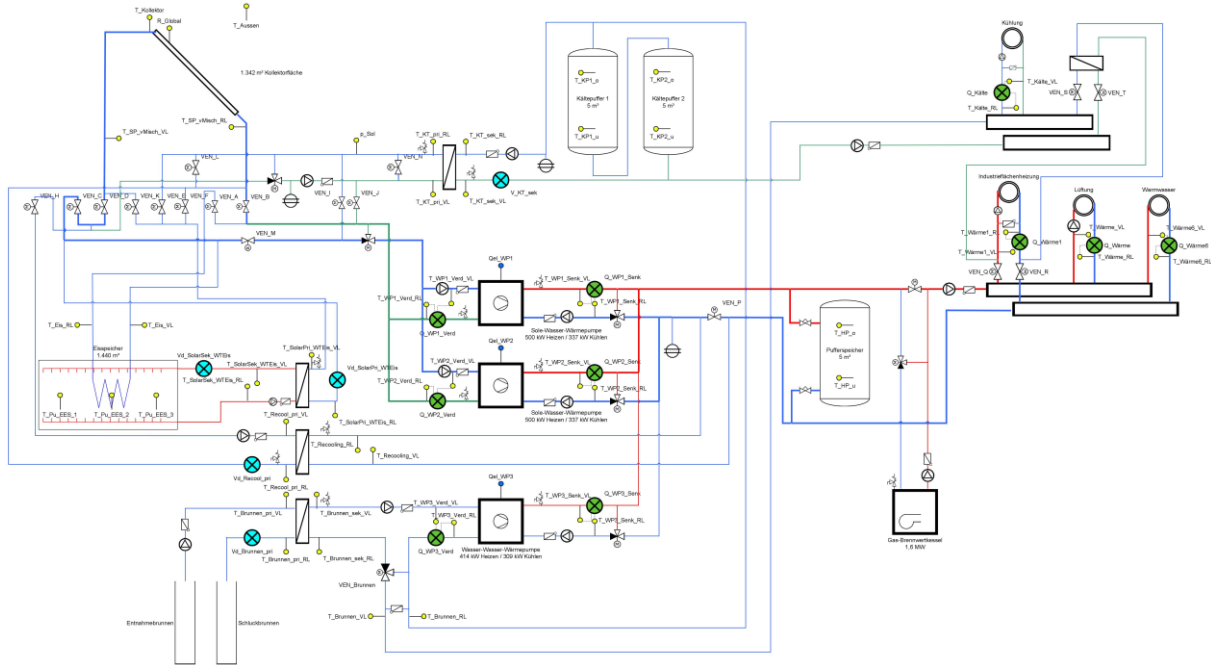 T_Kollektor
R_Global
T_Aussen
1.342 m² Kollektorfläche
T_SP_vMisch_RL
T_SP_vMisch_VL
p_Sol
T_KT_pri_RL
T_KT_sek_RL
T_KP1_o
Kältepuffer 1
5 m³
T_KP1_u
T_KP2_o
Kältepuffer 2
5 m³
T_KP2_u
Kühlung
T_Kälte_VL
Q_Kälte
T_Kälte_RL
VEN_S
VEN_T
VEN_L
VEN_N
VEN_H
VEN_C
VEN_D
VEN_K
VEN_E
VEN_F
VEN_A
VEN_B
VEN_I
VEN_J
T_KT_pri_VL
T_KT_sek_VL
V_KT_sek
VEN_M
Industrieflächenheizung
Lüftung
Warmwasser
T_Wärme1_R
T_Wärme1_VL
Q_Wärme1
T_Wärme_VL
Q_Wärme
T_Wärme_RL
T_Wärme6_VL
Q_Wärme6
T_Wärme6_RL
VEN_Q
VEN_R
Qel_WP1
T_WP1_Verd_VL
T_WP1_Verd_RL
Q_WP1_Verd
T_WP1_Senk_VL
Q_WP1_Senk
T_WP1_Senk_RL
Sole-Wasser-Wärmepumpe
500 kW Heizen / 337 kW Kühlen
VEN_P
Pufferspeicher
5 m³
T_HP_o
T_HP_u
Qel_WP2
T_WP2_Verd_VL
T_WP2_Verd_RL
Q_WP2_Verd
T_WP2_Senk_VL
Q_WP2_Senk
T_WP2_Senk_RL
Sole-Wasser-Wärmepumpe
500 kW Heizen / 337 kW Kühlen
T_Eis_RL
T_Eis_VL
Eisspeicher
1.440 m³
T_Pu_EES_1
T_Pu_EES_2
T_Pu_EES_3
Vd_SolarSek_WTEis
T_SolarSek_WTEis_VL
T_SolarSek_WTEis_RL
T_SolarPri_WTEis_VL
Vd_SolarPri_WTEis
T_SolarPri_WTEis_RL
T_Recool_pri_VL
T_Recooling_RL
T_Recooling_VL
Vd_Recool_pri
T_Recool_pri_RL
T_Brunnen_pri_VL
T_Brunnen_sek_VL
Vd_Brunnen_pri
T_Brunnen_pri_RL
T_Brunnen_sek_RL
Qel_WP3
T_WP3_Verd_VL
T_WP3_Verd_RL
Q_WP3_Verd
T_WP3_Senk_VL
Q_WP3_Senk
T_WP3_Senk_RL
Wasser-Wasser-Wärmepumpe
414 kW Heizen / 309 kW Kühlen
Gas-Brennwertkessel
1,6 MW
VEN_Brunnen
T_Brunnen_VL
T_Brunnen_RL
Entnahmebrunnen
Schluckbrunnen